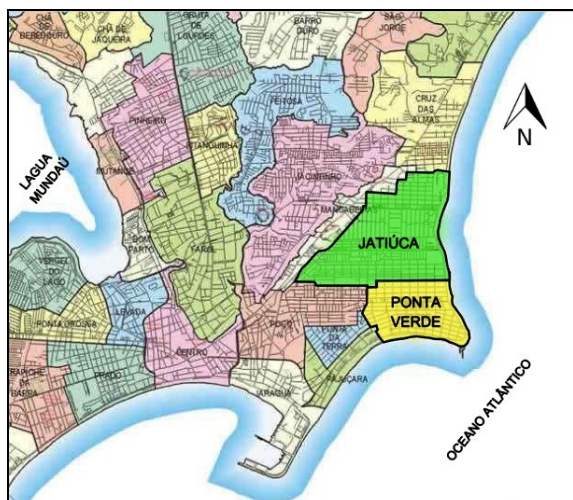 CHÃ DE
BEBEDOURO
CHÃ
DE JAQUEIRA
GRUTA
DE LOURDES
BARRO
DURO
SÃO
JORGE
CRUZ
DAS
ALMAS
FEITOSA
PINHEIRO
PITANGUINHA
MUTANGE
JACINTINHO
MANGABEIRAS
N
LAGUA
MUNDAÚ
JATIÚCA
BOM
PARTO
FAROL
VERGEL
DO
LAGO
LEVADA
PONTA GROSSA
PONTA
VERDE
POÇO
PONTA
DA
TERRA
CENTRO
PAJUÇARA
TRAPICHE
DA
BARRA
PRADO
JARAGUÁ
OCEANO ATLÂNTICO